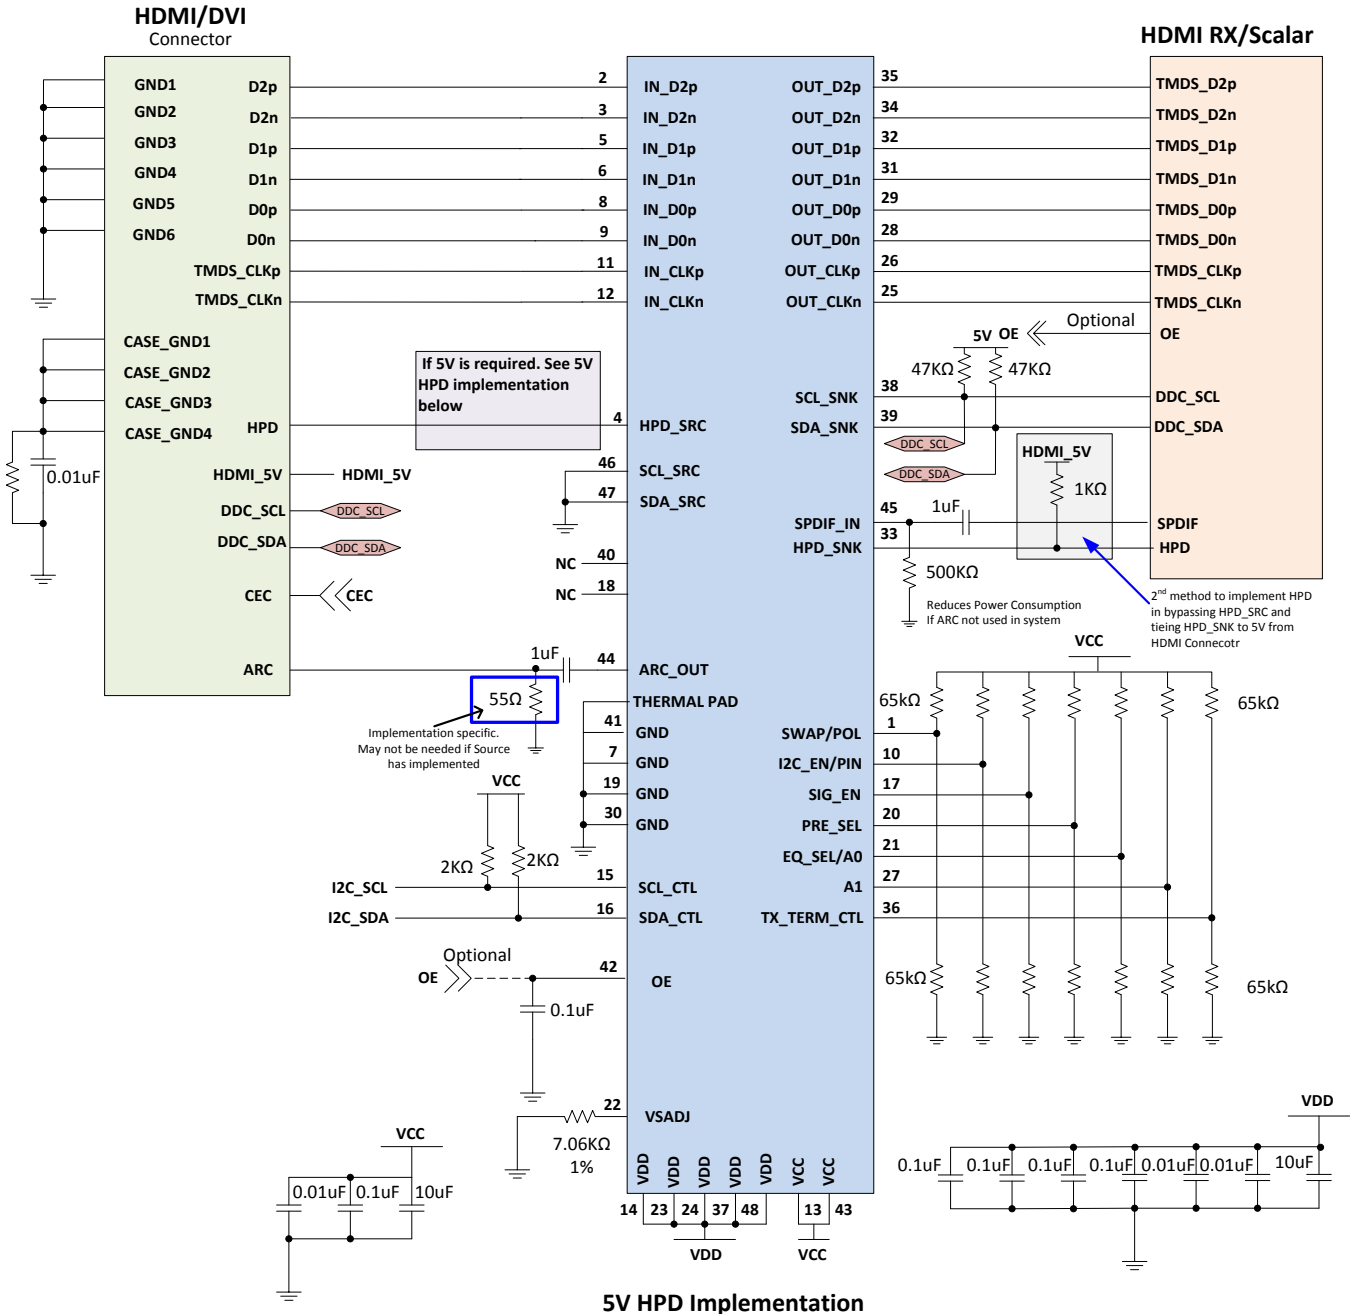 HDMI/DVI
Connector
HDMI RX/Scalar
GND1
GND2
GND3
GND4
GND5
GND6
D2p
D2n
D1p
D1n
D0p
D0n
TMDS_CLKp
TMDS_CLKn
CASE_GND1
CASE_GND2
CASE_GND3
CASE_GND4
0.01uF
HPD
HDMI_5V
HDMI_5V
DDC_SCL
DDC_SCL
DDC_SDA
DDC_SDA
CEC
CEC
ARC
2
3
5
6
8
9
11
12
IN_D2p
IN_D2n
IN_D1p
IN_D1n
IN_D0p
IN_D0n
IN_CLKp
IN_CLKn
OUT_D2p
OUT_D2n
OUT_D1p
OUT_D1n
OUT_D0p
OUT_D0n
OUT_CLKp
OUT_CLKn
35
34
32
31
29
28
26
25
TMDS_D2p
TMDS_D2n
TMDS_D1p
TMDS_D1n
TMDS_D0p
TMDS_D0n
TMDS_CLKp
TMDS_CLKn
5V
OE
Optional
OE
If 5V is required. See 5V
HPD implementation
below
4
HPD_SRC
46
SCL_SRC
47
SDA_SRC
NC
40
NC
18
47KΩ
47KΩ
SCL_SNK
38
DDC_SCL
SDA_SNK
39
DDC_SDA
DDC_SCL
DDC_SDA
HDMI_5V
1KΩ
SPDIF_IN
45
1uF
SPDIF
HPD_SNK
33
HPD
500KΩ
Reduces Power Consumption
If ARC not used in system
2nd method to implement HPD
in bypassing HPD_SRC and
tieing HPD_SNK to 5V from
HDMI Connecotr
1uF
44
ARC_OUT
55Ω
Implementation specific.
May not be needed if Source
has implemented
THERMAL PAD
41
GND
7
GND
19
GND
30
GND
VCC
65kΩ
65kΩ
SWAP/POL
1
I2C_EN/PIN
10
SIG_EN
17
PRE_SEL
20
EQ_SEL/A0
21
A1
27
TX_TERM_CTL
36
65kΩ
65kΩ
VCC
2KΩ
2KΩ
I2C_SCL
15
SCL_CTL
I2C_SDA
16
SDA_CTL
Optional
OE
42
OE
0.1uF
22
VSADJ
7.06KΩ
1%
VCC
0.01uF
0.1uF
10uF
VDD
VDD
VDD
VDD
VDD
VCC
VCC
14
23
24
37
48
13
43
VDD
VCC
VDD
0.1uF
0.1uF
0.1uF
0.1uF
0.01uF
0.01uF
10uF
5V HPD Implementation